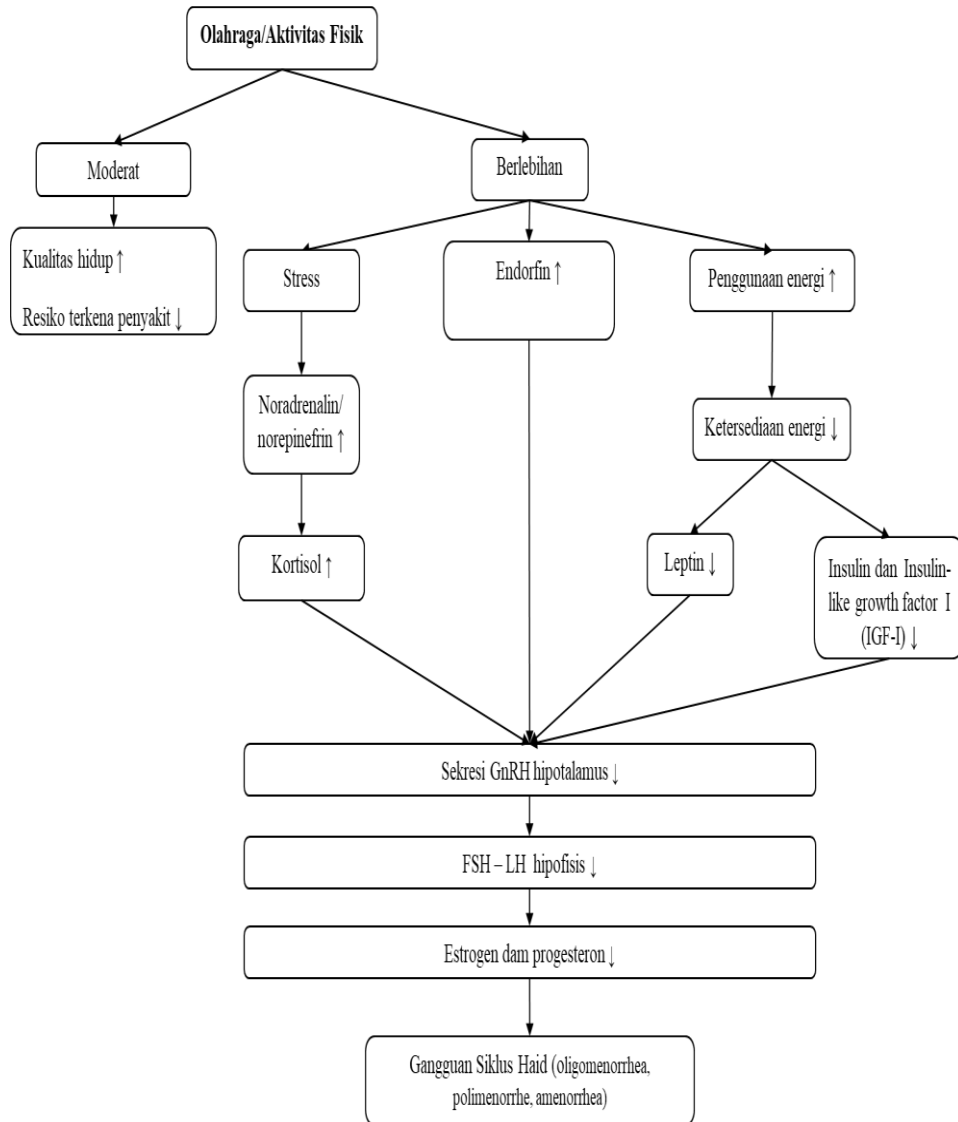 Olahraga/Aktivitas Fisik
Moderat
Berlebihan
Kualitas hidup ↑
Resiko terkena penyakit ↓
Stress
Endorfin ↑
Penggunaan energi ↑
Noradrenalin/
norepinefrin ↑
Ketersediaan energi ↓
Kortisol ↑
Leptin ↓
Insulin dan Insulin-
like growth factor I
(IGF-I) ↓
Sekresi GnRH hipotalamus ↓
FSH – LH hipofisis ↓
Estrogen dam progesteron ↓
Gangguan Siklus Haid (oligomenorrhea,
polimenorrhe, amenorrhea)